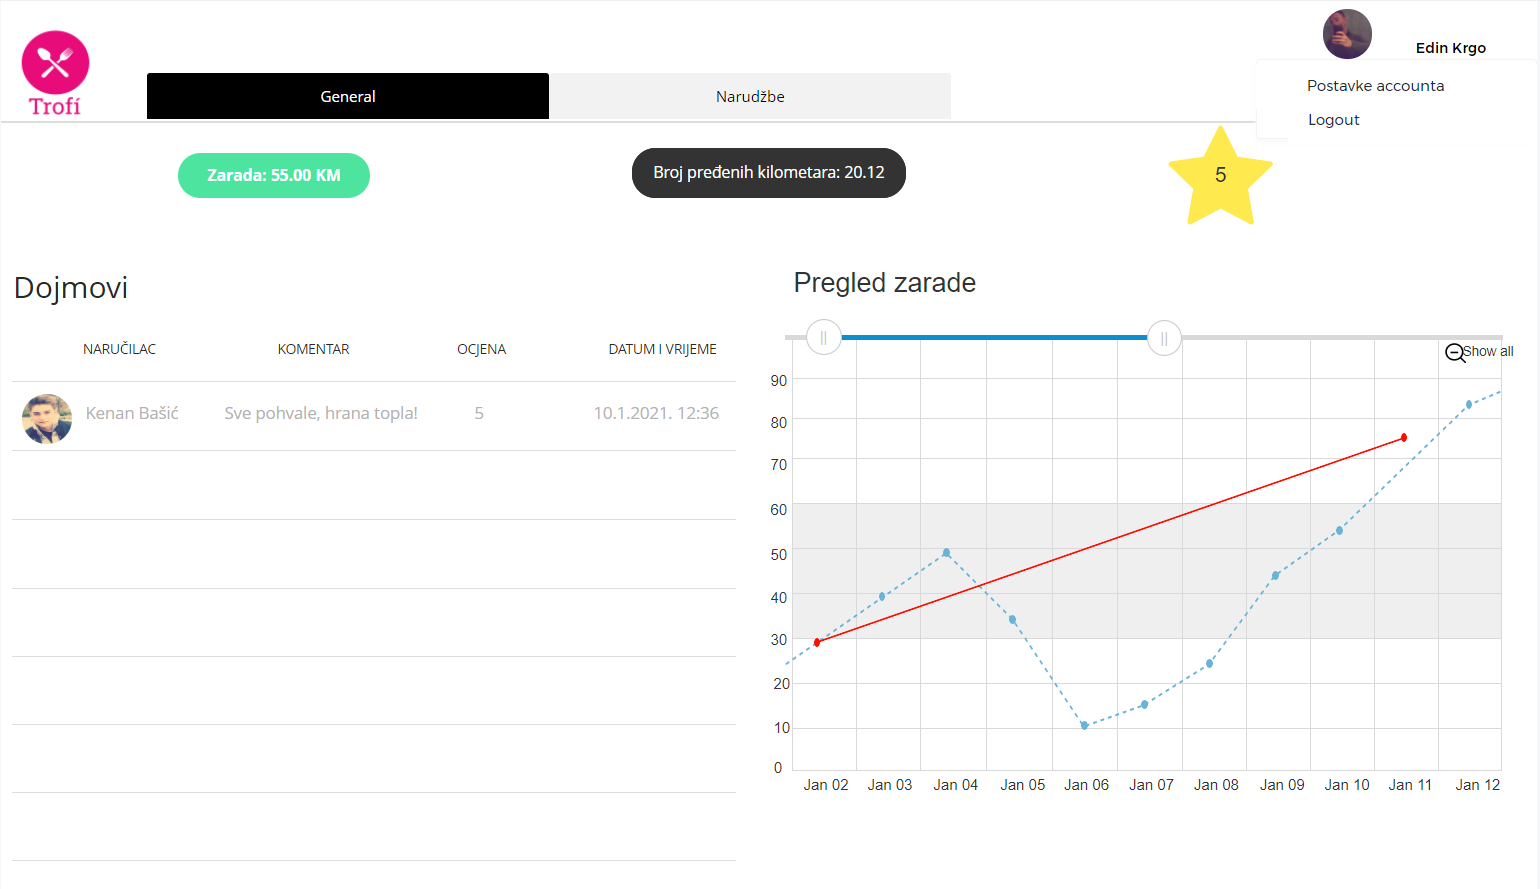 Trofí
General
Narudžbe
Edin Krgo
Postavke accounta
Logout
Zarada: 55.00 KM
Broj pređenih kilometara: 20.12
5
Dojmovi
NARUČILAC KOMENTAR OCJENA DATUM I VRIJEME
Kenan Bašić Sve pohvale, hrana topla! 5 10.1.2021. 12:36
Pregled zarade
Show all
90
80
70
60
50
40
30
20
10
0
Jan 02 Jan 03 Jan 04 Jan 05 Jan 06 Jan 07 Jan 08 Jan 09 Jan 10 Jan 11 Jan 12